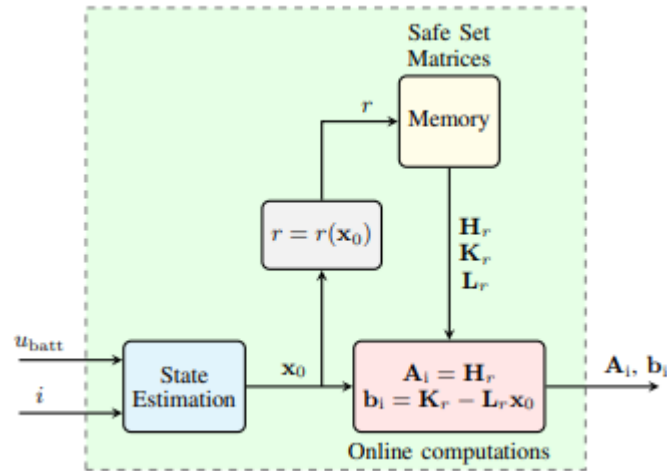 Safe Set
Matrices
r
Memory
r = r(𝐱₀)
𝐇ᵣ
𝐊ᵣ
𝐋ᵣ
u_batt
i
State
Estimation
𝐱₀
𝐀ᵢ = 𝐇ᵣ
𝐛ᵢ = 𝐊ᵣ − 𝐋ᵣ𝐱₀
𝐀ᵢ, 𝐛ᵢ
Online computations